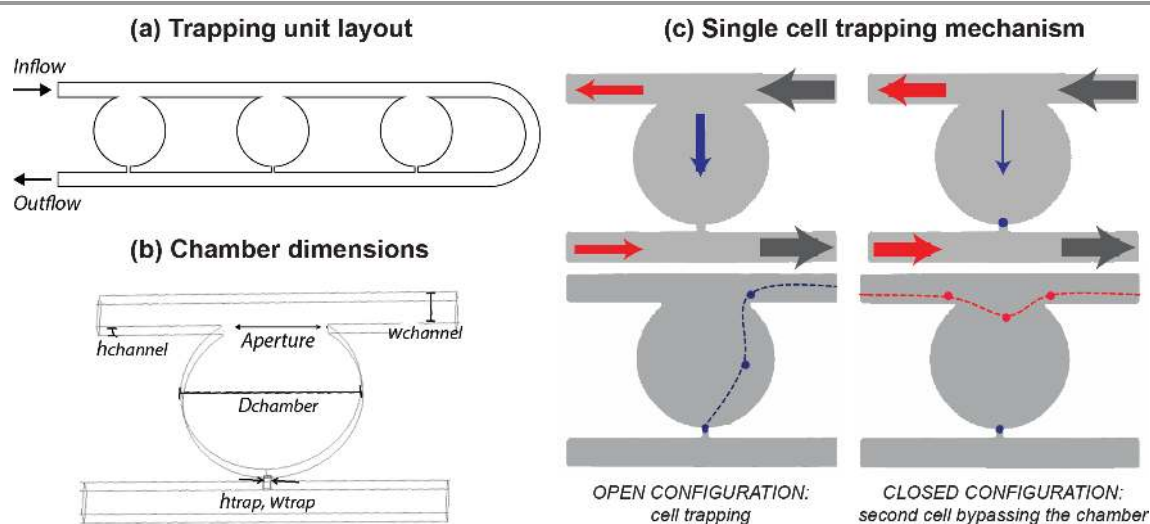 (a) Trapping unit layout
Inflow
Outflow
(b) Chamber dimensions
hchannel
Aperture
wchannel
Dchamber
htrap, wtrap
(c) Single cell trapping mechanism
OPEN CONFIGURATION:
cell trapping
CLOSED CONFIGURATION:
second cell bypassing the chamber